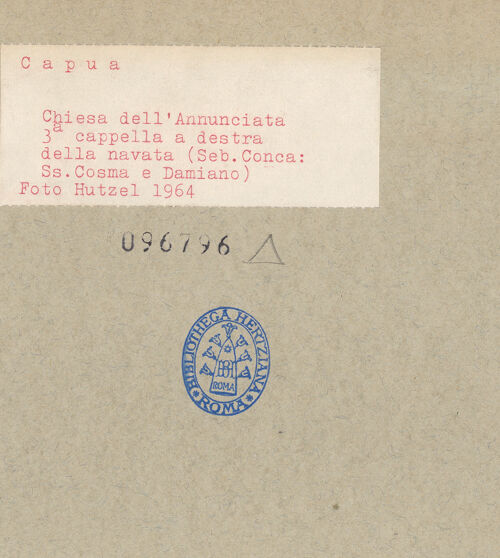 Capua
Chiesa dell'Annunciata
3a cappella a destra
della navata (Seb.Conca:
Ss.Cosma e Damiano)
Foto Hutzel 1964
096796
BIBLIOTHECA HERTZIANA
ROMA
ROMA